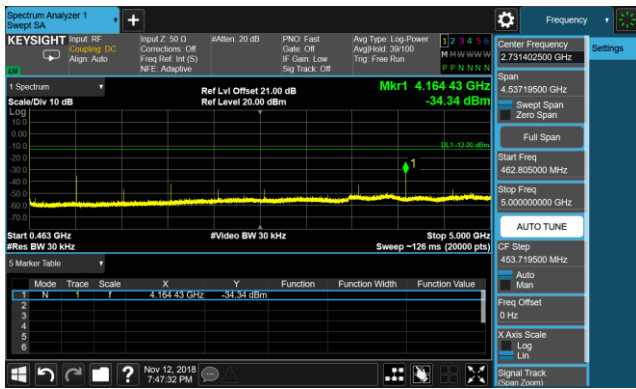 Spectrum Analyzer 1
Swept SA
+
Frequency
KEYSIGHT
Input: RF
Coupling: DC
Align: Auto
Input Z: 50 Ω
Corrections: Off
Freq Ref: Int (S)
NFE: Adaptive
#Atten: 20 dB
PNO: Fast
Gate: Off
IF Gain: Low
Sig Track: Off
Avg Type: Log-Power
Avg|Hold: 39/100
Trig: Free Run
1 2 3 4 5 6
M W W W W W
P P N N N N
LXI
1 Spectrum
Scale/Div 10 dB
Ref Lvl Offset 21.00 dB
Ref Level 20.00 dBm
Mkr1 4.164 43 GHz
-34.34 dBm
Log
10.0
0.00
-10.0
-20.0
-30.0
-40.0
-50.0
-60.0
-70.0
DL1 -13.00 dBm
1
Start 0.463 GHz
#Res BW 30 kHz
#Video BW 30 kHz
Stop 5.000 GHz
Sweep ~126 ms (20000 pts)
5 Marker Table
Mode Trace Scale X Y Function Function Width Function Value
1 N 1 f 4.164 43 GHz -34.34 dBm
2
3
4
5
6
Nov 12, 2018
7:47:32 PM
Center Frequency
2.731402500 GHz
Settings
Span
4.53719500 GHz
Swept Span
Zero Span
Full Span
Start Freq
462.805000 MHz
Stop Freq
5.000000000 GHz
AUTO TUNE
CF Step
453.719500 MHz
Auto
Man
Freq Offset
0 Hz
X Axis Scale
Log
Lin
Signal Track
(Span Zoom)